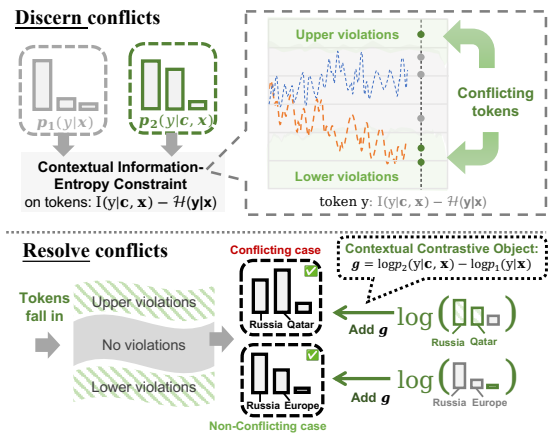 Discern conflicts
p₁(y|x)
p₂(y|c, x)
Contextual Information-
Entropy Constraint
on tokens: I(y|c, x) − ℋ(y|x)
Upper violations
Lower violations
Conflicting
tokens
token y: I(y|c, x) − ℋ(y|x)
Resolve conflicts
Tokens
fall in
Upper violations
No violations
Lower violations
Conflicting case
Russia Qatar
Russia Europe
Non-Conflicting case
Contextual Contrastive Object:
g = logp₂(y|c, x) − logp₁(y|x)
Add g
log( )
Russia Qatar
Add g
log( )
Russia Europe